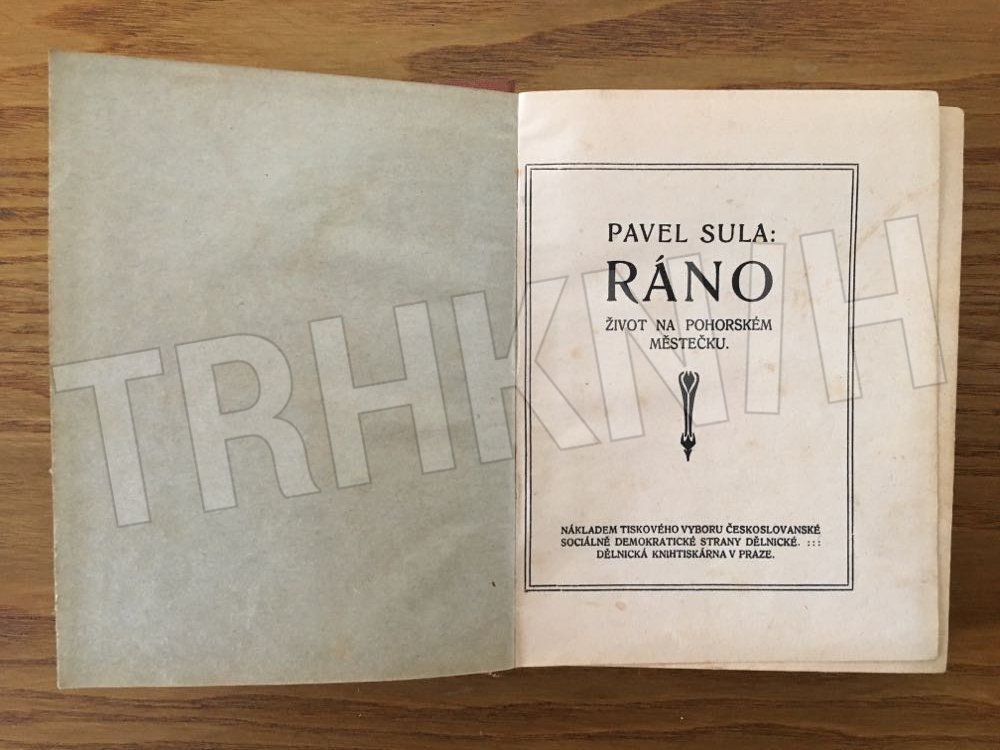 PAVEL SULA:
RÁNO
ŽIVOT NA POHORSKÉM
MĚSTEČKU.
NÁKLADEM TISKOVÉHO VYBORU ČESKOSLOVANSKÉ
SOCIÁLNĚ DEMOKRATICKÉ STRANY DĚLNICKÉ. :::
DĚLNICKÁ KNIHTISKÁRNA V PRAZE.
TRHKNIH